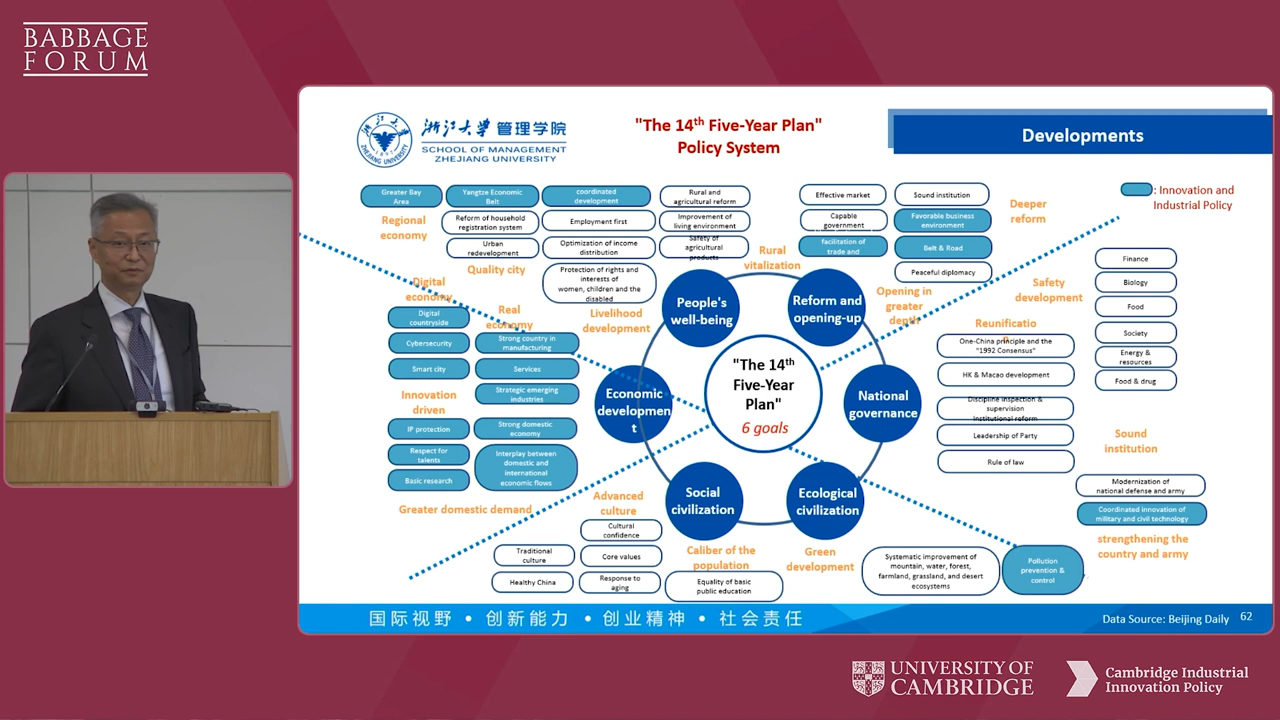 BABBAGE
FORUM
浙江大学 管理学院
SCHOOL OF MANAGEMENT
ZHEJIANG UNIVERSITY
ZHEJIANG UNIVERSITY
"The 14th Five-Year Plan"
Policy System
Developments
: Innovation and
Industrial Policy
Greater Bay
Area
Yangtze Economic
Belt
coordinated
development
Rural and
agricultural reform
Regional
economy
Reform of household
registration system
Employment first
Improvement of
living environment
Urban
redevelopment
Optimization of income
distribution
Safety of
agricultural
products
Quality city
Protection of rights and
interests of
women, children and the
disabled
Rural
vitalization
Livelihood
development
Effective market
Sound institution
Capable
government
Favorable business
environment
facilitation of
trade and
Belt & Road
Peaceful diplomacy
Deeper
reform
Opening in
greater
depth
Digital
economy
Real
economy
Digital
countryside
Cybersecurity
Strong country in
manufacturing
Smart city
Services
Innovation
driven
Strategic emerging
industries
IP protection
Strong domestic
economy
Respect for
talents
Interplay between
domestic and
international
economic flows
Basic research
Greater domestic demand
People's
well-being
Reform and
opening-up
Economic
developmen
t
"The 14th
Five-Year
Plan"
6 goals
National
governance
Social
civilization
Ecological
civilization
Safety
development
Finance
Biology
Food
Society
Energy &
resources
Food & drug
Reunificatio
n
One-China principle and the
"1992 Consensus"
HK & Macao development
Discipline inspection &
supervision
Institutional reform
Leadership of Party
Rule of law
Sound
institution
Modernization of
national defense and army
Coordinated innovation of
military and civil technology
strengthening the
country and army
Advanced
culture
Cultural
confidence
Traditional
culture
Core values
Healthy China
Response to
aging
Caliber of the
population
Equality of basic
public education
Green
development
Systematic improvement of
mountain, water, forest,
farmland, grassland, and desert
ecosystems
Pollution
prevention &
control
国际视野 • 创新能力 • 创业精神 • 社会责任
Data Source: Beijing Daily 62
UNIVERSITY OF
CAMBRIDGE
Cambridge Industrial
Innovation Policy